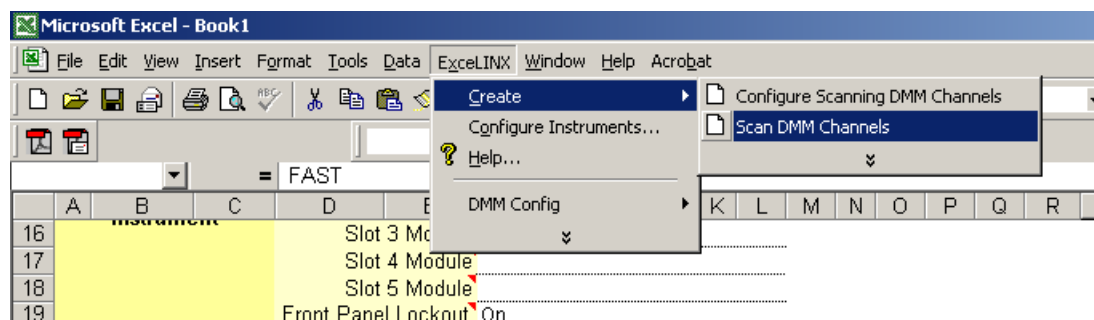 Microsoft Excel - Book1
File Edit View Insert Format Tools Data ExceLINX Window Help Acrobat
Create
Configure Scanning DMM Channels
Configure Instruments...
Scan DMM Channels
Help...
= FAST
DMM Config
A B C D E K L M N O P Q R
Instrument
16 Slot 3 Mo
17 Slot 4 Module
18 Slot 5 Module
19 Front Panel Lockout On